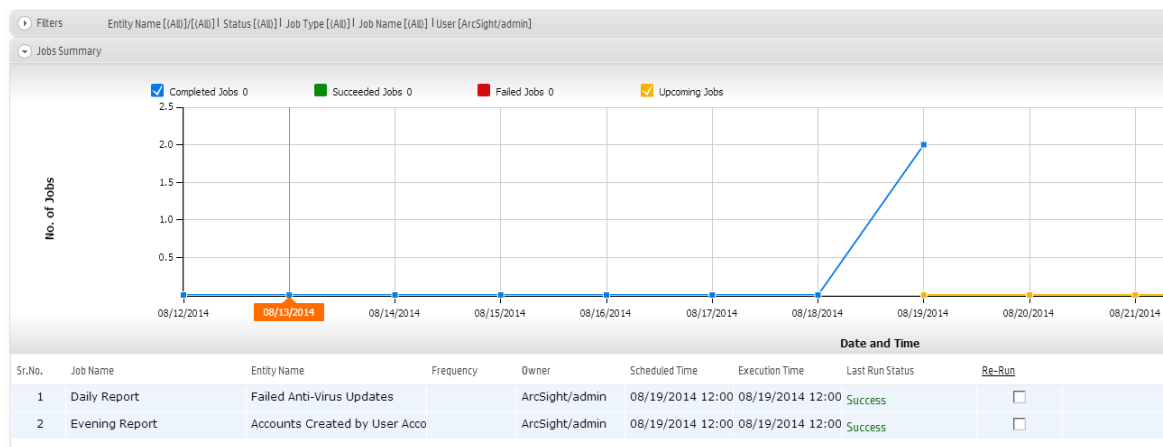 Filters Entity Name [(All)]/[(All)] | Status [(All)] | Job Type [(All)] | Job Name [(All)] | User [ArcSight/admin]
Jobs Summary
Completed Jobs 0 Succeeded Jobs 0 Failed Jobs 0 Upcoming Jobs
2.5
2.0
1.5
1.0
0.5
.0
No. of Jobs
08/12/2014 08/13/2014 08/14/2014 08/15/2014 08/16/2014 08/17/2014 08/18/2014 08/19/2014 08/20/2014 08/21/2014
Date and Time
Sr.No. Job Name Entity Name Frequency Owner Scheduled Time Execution Time Last Run Status Re-Run
1 Daily Report Failed Anti-Virus Updates ArcSight/admin 08/19/2014 12:00 08/19/2014 12:00 Success
2 Evening Report Accounts Created by User Acco ArcSight/admin 08/19/2014 12:00 08/19/2014 12:00 Success